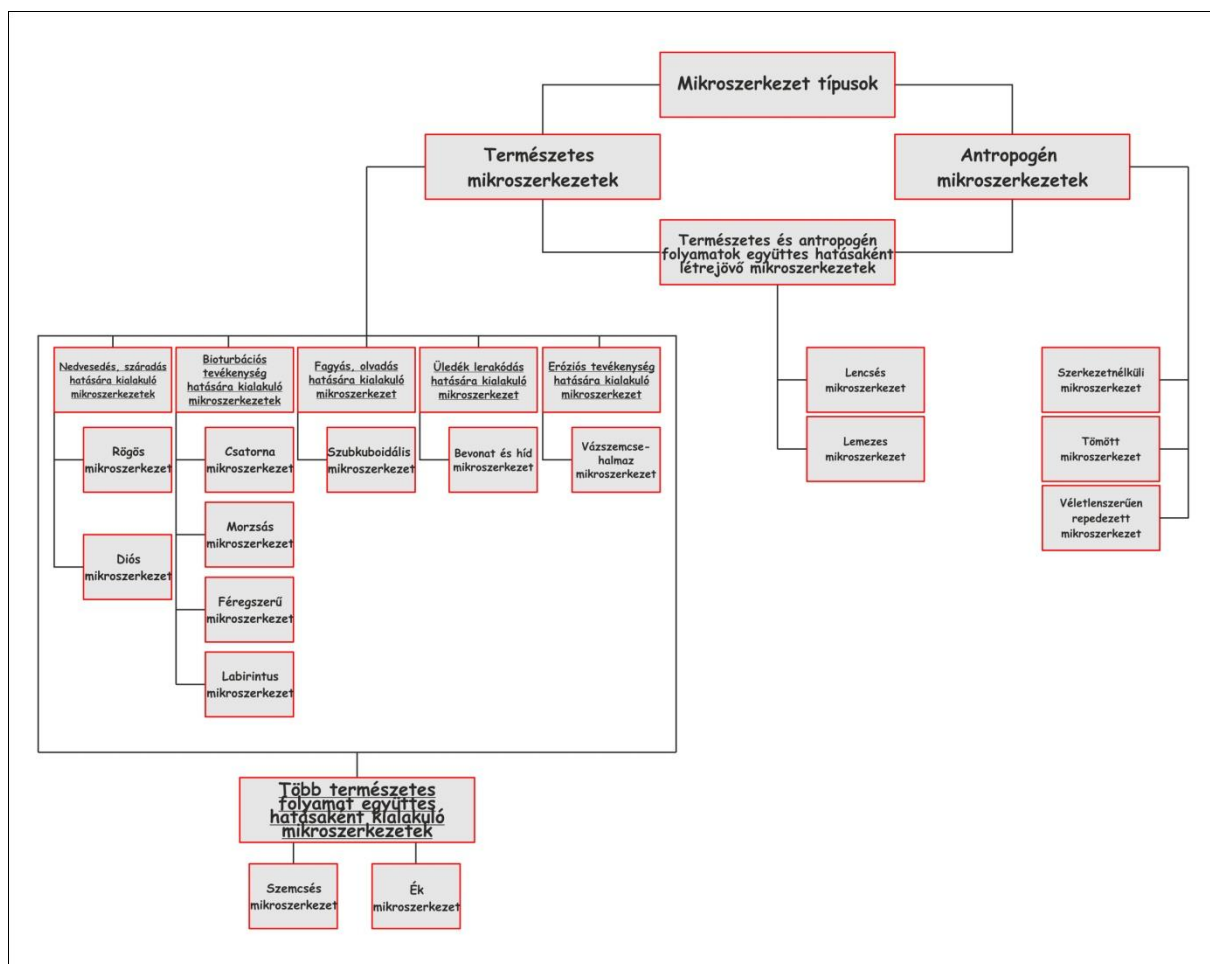 Mikroszerkezet típusok
Természetes
mikroszerkezetek
Antropogén
mikroszerkezetek
Természetes és antropogén
folyamatok együttes hatásaként
létrejövő mikroszerkezetek
Nedvesedés, száradás
hatására kialakuló
mikroszerkezetek
Bioturbációs
tevékenység
hatására kialakuló
mikroszerkezetek
Fagyás, olvadás
hatására kialakuló
mikroszerkezet
Üledék lerakódás
hatására kialakuló
mikroszerkezet
Eróziós tevékenység
hatására kialakuló
mikroszerkezet
Lencsés
mikroszerkezet
Szerkezetnélküli
mikroszerkezet
Rögös
mikroszerkezet
Csatorna
mikroszerkezet
Szubkuboidális
mikroszerkezet
Bevonat és híd
mikroszerkezet
Vázszemcse-
halmaz
mikroszerkezet
Lemezes
mikroszerkezet
Tömött
mikroszerkezet
Véletlenszerűen
repedezett
mikroszerkezet
Diós
mikroszerkezet
Morzsás
mikroszerkezet
Féregszerű
mikroszerkezet
Labirintus
mikroszerkezet
Több természetes
folyamat együttes
hatásaként kialakuló
mikroszerkezetek
Szemcsés
mikroszerkezet
Ék
mikroszerkezet